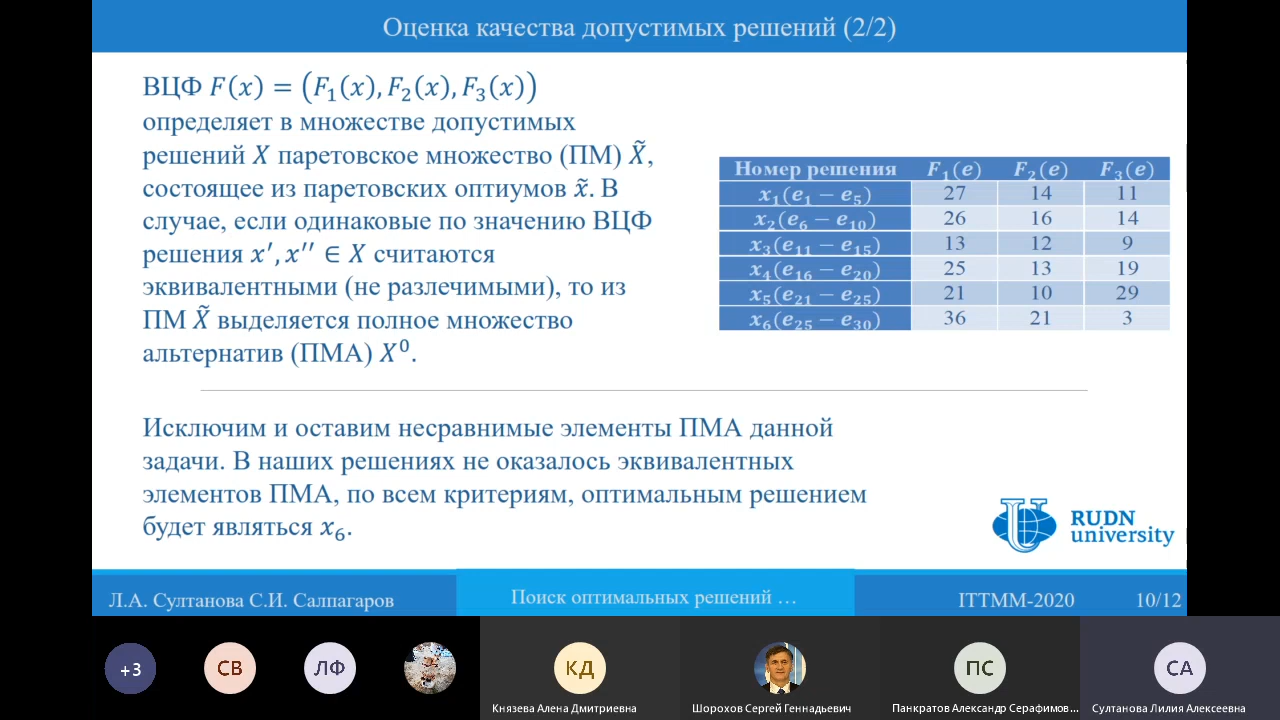 Оценка качества допустимых решений (2/2)
ВЦФ F(x) = (F₁(x), F₂(x), F₃(x))
определяет в множестве допустимых
решений X паретовское множество (ПМ) X̃,
состоящее из паретовских оптиумов x̃. В
случае, если одинаковые по значению ВЦФ
решения x′, x′′ ∈ X считаются
эквивалентными (не разлечимыми), то из
ПМ X̃ выделяется полное множество
альтернатив (ПМА) X⁰.
Номер решения F₁(e) F₂(e) F₃(e)
x₁(e₁ − e₅) 27 14 11
x₂(e₆ − e₁₀) 26 16 14
x₃(e₁₁ − e₁₅) 13 12 9
x₄(e₁₆ − e₂₀) 25 13 19
x₅(e₂₁ − e₂₅) 21 10 29
x₆(e₂₅ − e₃₀) 36 21 3
Исключим и оставим несравнимые элементы ПМА данной
задачи. В наших решениях не оказалось эквивалентных
элементов ПМА, по всем критериям, оптимальным решением
будет являться x₆.
RUDN
university
Л.А. Султанова С.И. Салпагаров
Поиск оптимальных решений …
ITTMM-2020
10/12
+3
СВ
ЛФ
КД
ПС
СА
Князева Алена Дмитриевна
Шорохов Сергей Геннадьевич
Панкратов Александр Серафимов...
Султанова Лилия Алексеевна